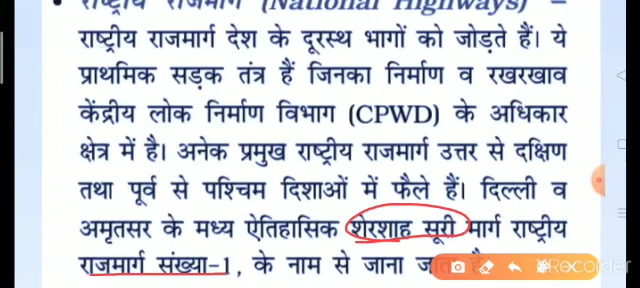 • राष्ट्रीय राजमार्ग (National Highways) –
राष्ट्रीय राजमार्ग देश के दूरस्थ भागों को जोड़ते हैं। ये
प्राथमिक सड़क तंत्र हैं जिनका निर्माण व रखरखाव
केंद्रीय लोक निर्माण विभाग (CPWD) के अधिकार
क्षेत्र में है। अनेक प्रमुख राष्ट्रीय राजमार्ग उत्तर से दक्षिण
तथा पूर्व से पश्चिम दिशाओं में फैले हैं। दिल्ली व
अमृतसर के मध्य ऐतिहासिक शेरशाह सूरी मार्ग राष्ट्रीय
राजमार्ग संख्या-1, के नाम से जाना जाता है
Recorder